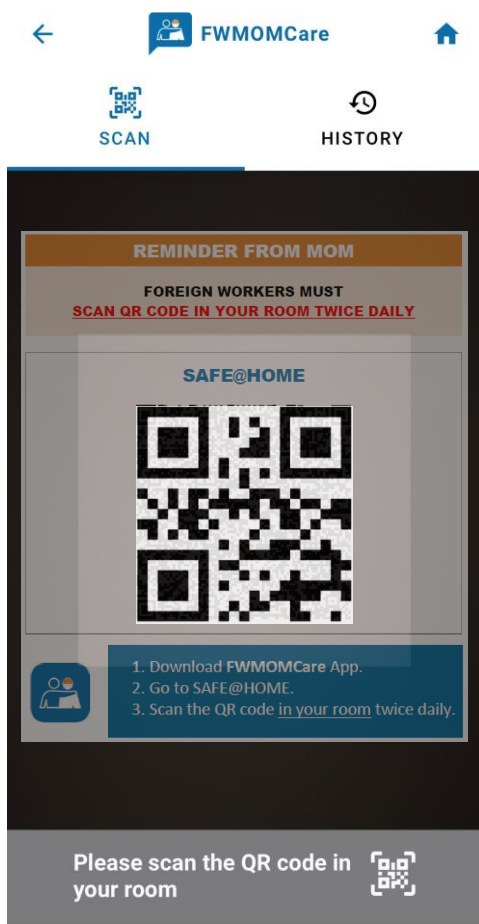 FWMOMCare
SCAN
HISTORY
REMINDER FROM MOM
FOREIGN WORKERS MUST
SCAN QR CODE IN YOUR ROOM TWICE DAILY
SAFE@HOME
1. Download FWMOMCare App.
2. Go to SAFE@HOME.
3. Scan the QR code in your room twice daily.
Please scan the QR code in
your room